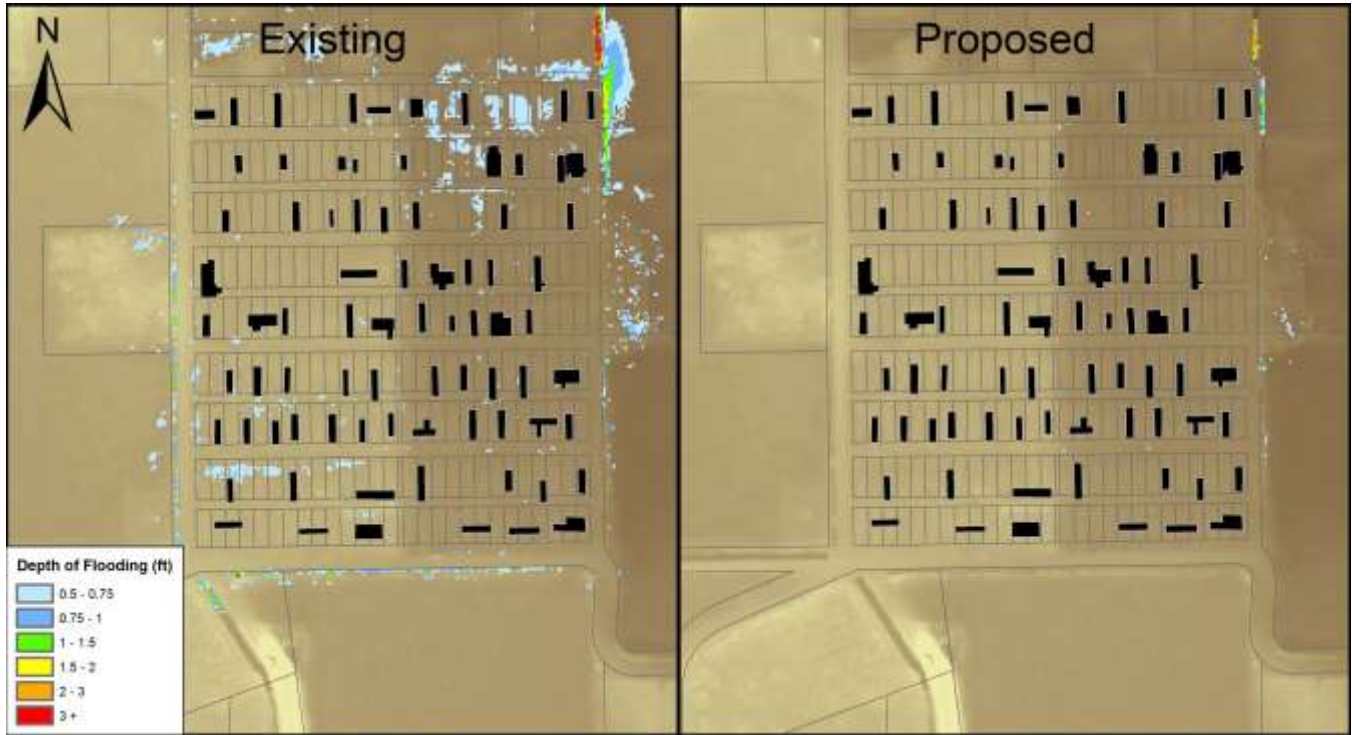 N
Existing
Proposed
Depth of Flooding (ft)
0.5 - 0.75
0.75 - 1
1 - 1.5
1.5 - 2
2 - 3
3 +